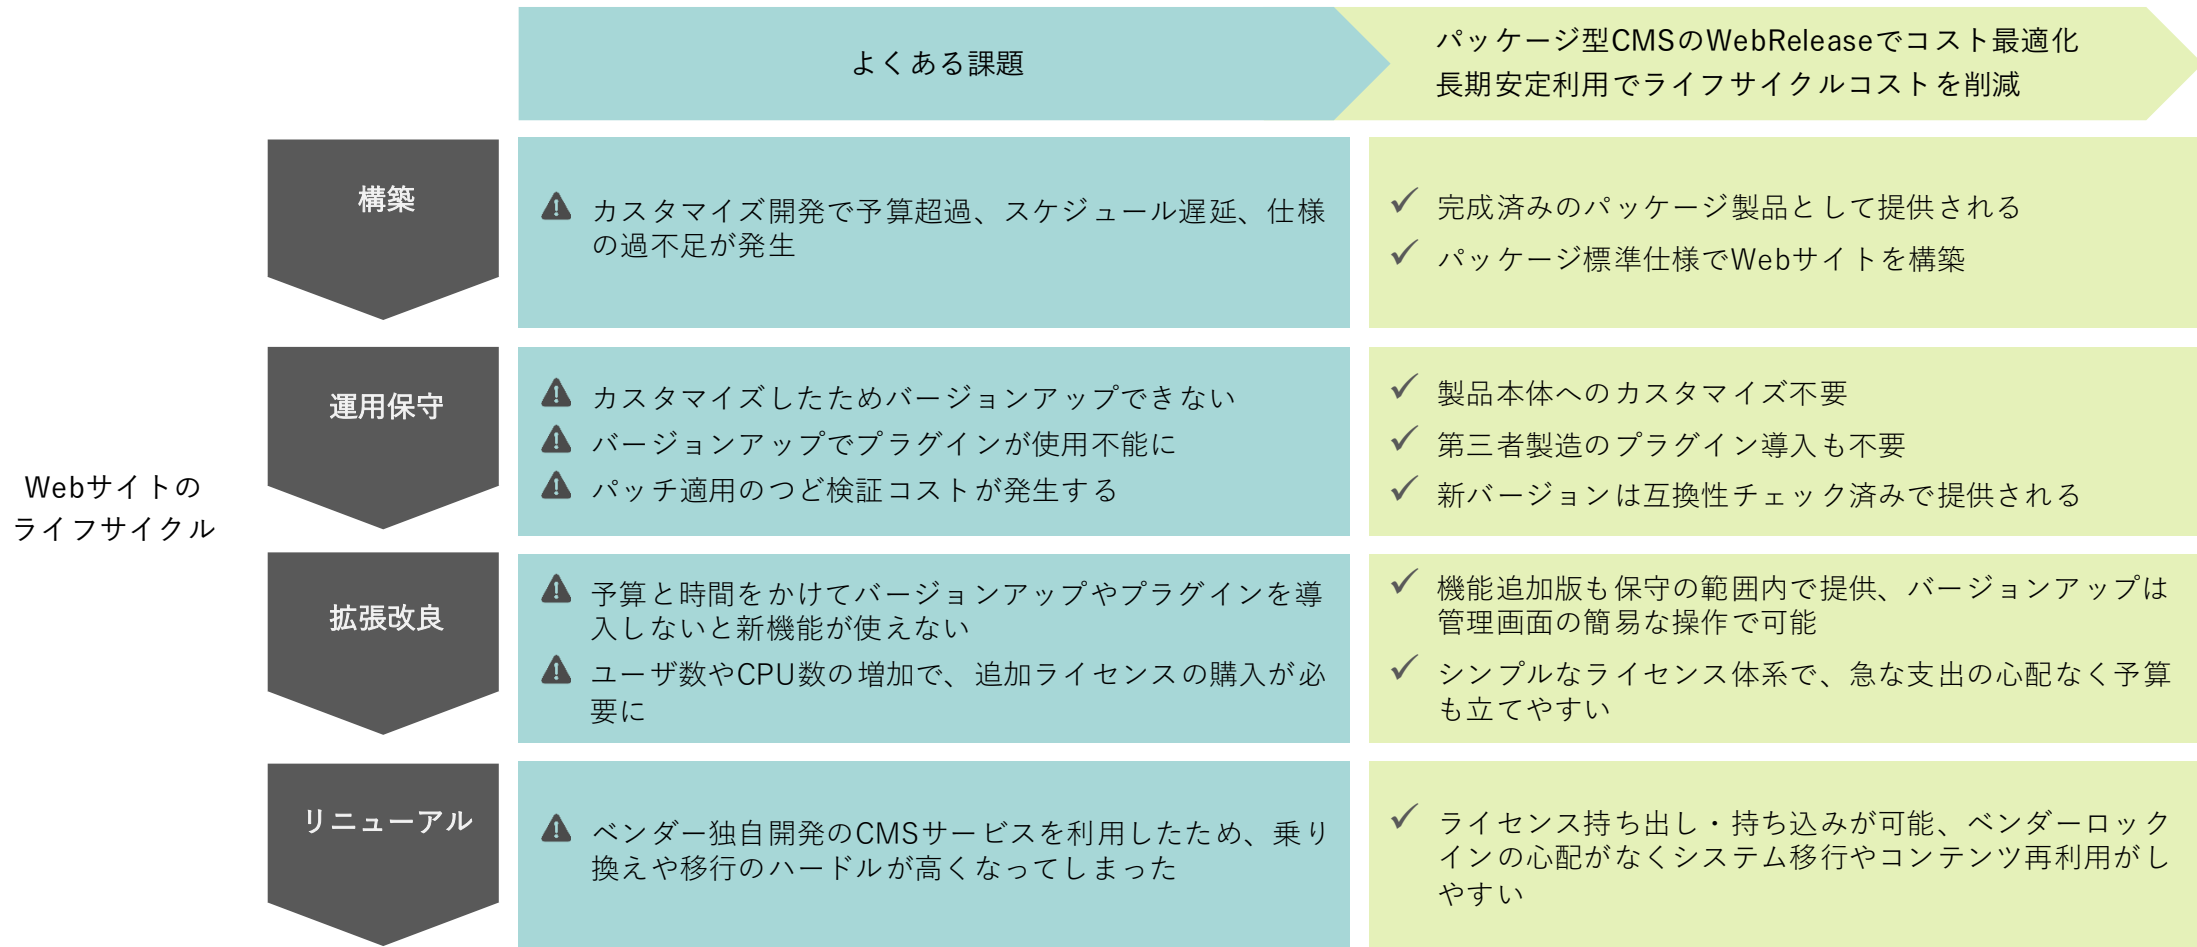 よくある課題
パッケージ型CMSのWebReleaseでコスト最適化
長期安定利用でライフサイクルコストを削減
Webサイトの
ライフサイクル
構築
カスタマイズ開発で予算超過、スケジュール遅延、仕様
の過不足が発生
完成済みのパッケージ製品として提供される
パッケージ標準仕様でWebサイトを構築
運用保守
カスタマイズしたためバージョンアップできない
バージョンアップでプラグインが使用不能に
パッチ適用のつど検証コストが発生する
製品本体へのカスタマイズ不要
第三者製造のプラグイン導入も不要
新バージョンは互換性チェック済みで提供される
拡張改良
予算と時間をかけてバージョンアップやプラグインを導
入しないと新機能が使えない
ユーザ数やCPU数の増加で、追加ライセンスの購入が必
要に
機能追加版も保守の範囲内で提供、バージョンアップは
管理画面の簡易な操作で可能
シンプルなライセンス体系で、急な支出の心配なく予算
も立てやすい
リニューアル
ベンダー独自開発のCMSサービスを利用したため、乗り
換えや移行のハードルが高くなってしまった
ライセンス持ち出し・持ち込みが可能、ベンダーロック
インの心配がなくシステム移行やコンテンツ再利用がし
やすい